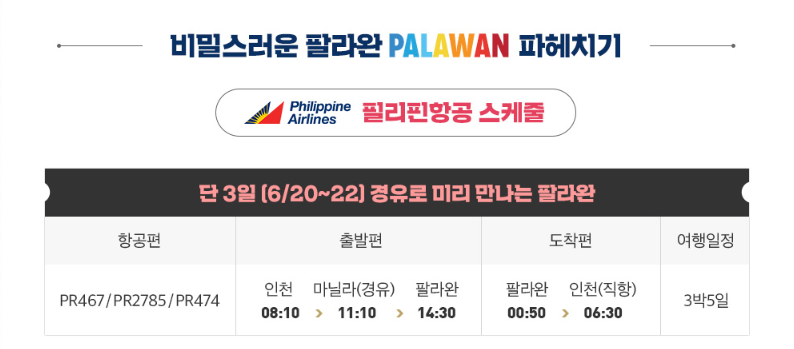 비밀스러운 팔라완 PALAWAN 파헤치기
Philippine
Airlines
필리핀항공 스케줄
단 3일 (6/20~22) 경유로 미리 만나는 팔라완
항공편 출발편 도착편 여행일정
인천 마닐라(경유) 팔라완 팔라완 인천(직항)
PR467/PR2785/PR474 3박5일
08:10 > 11:10 > 14:30 00:50 > 06:30